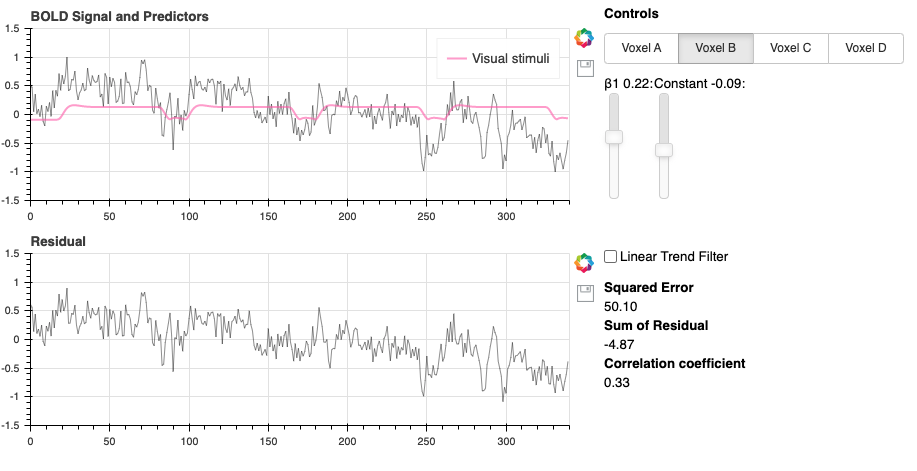 BOLD Signal and Predictors
1.5
1
0.5
0
-0.5
-1
-1.5
0
50
100
150
200
250
300
Visual stimuli
Residual
1.5
1
0.5
0
-0.5
-1
-1.5
0
50
100
150
200
250
300
Controls
Voxel A
Voxel B
Voxel C
Voxel D
β1 0.22:Constant -0.09:
Linear Trend Filter
Squared Error
50.10
Sum of Residual
-4.87
Correlation coefficient
0.33